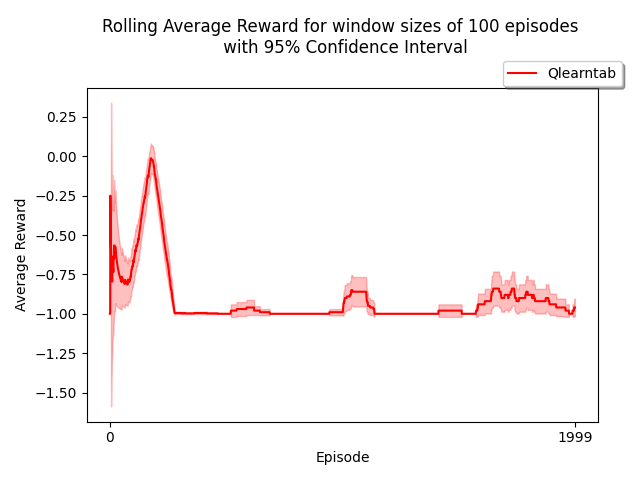 Rolling Average Reward for window sizes of 100 episodes
with 95% Confidence Interval
Qlearntab
0.25
0.00
−0.25
−0.50
−0.75
−1.00
−1.25
−1.50
Average Reward
0
1999
Episode